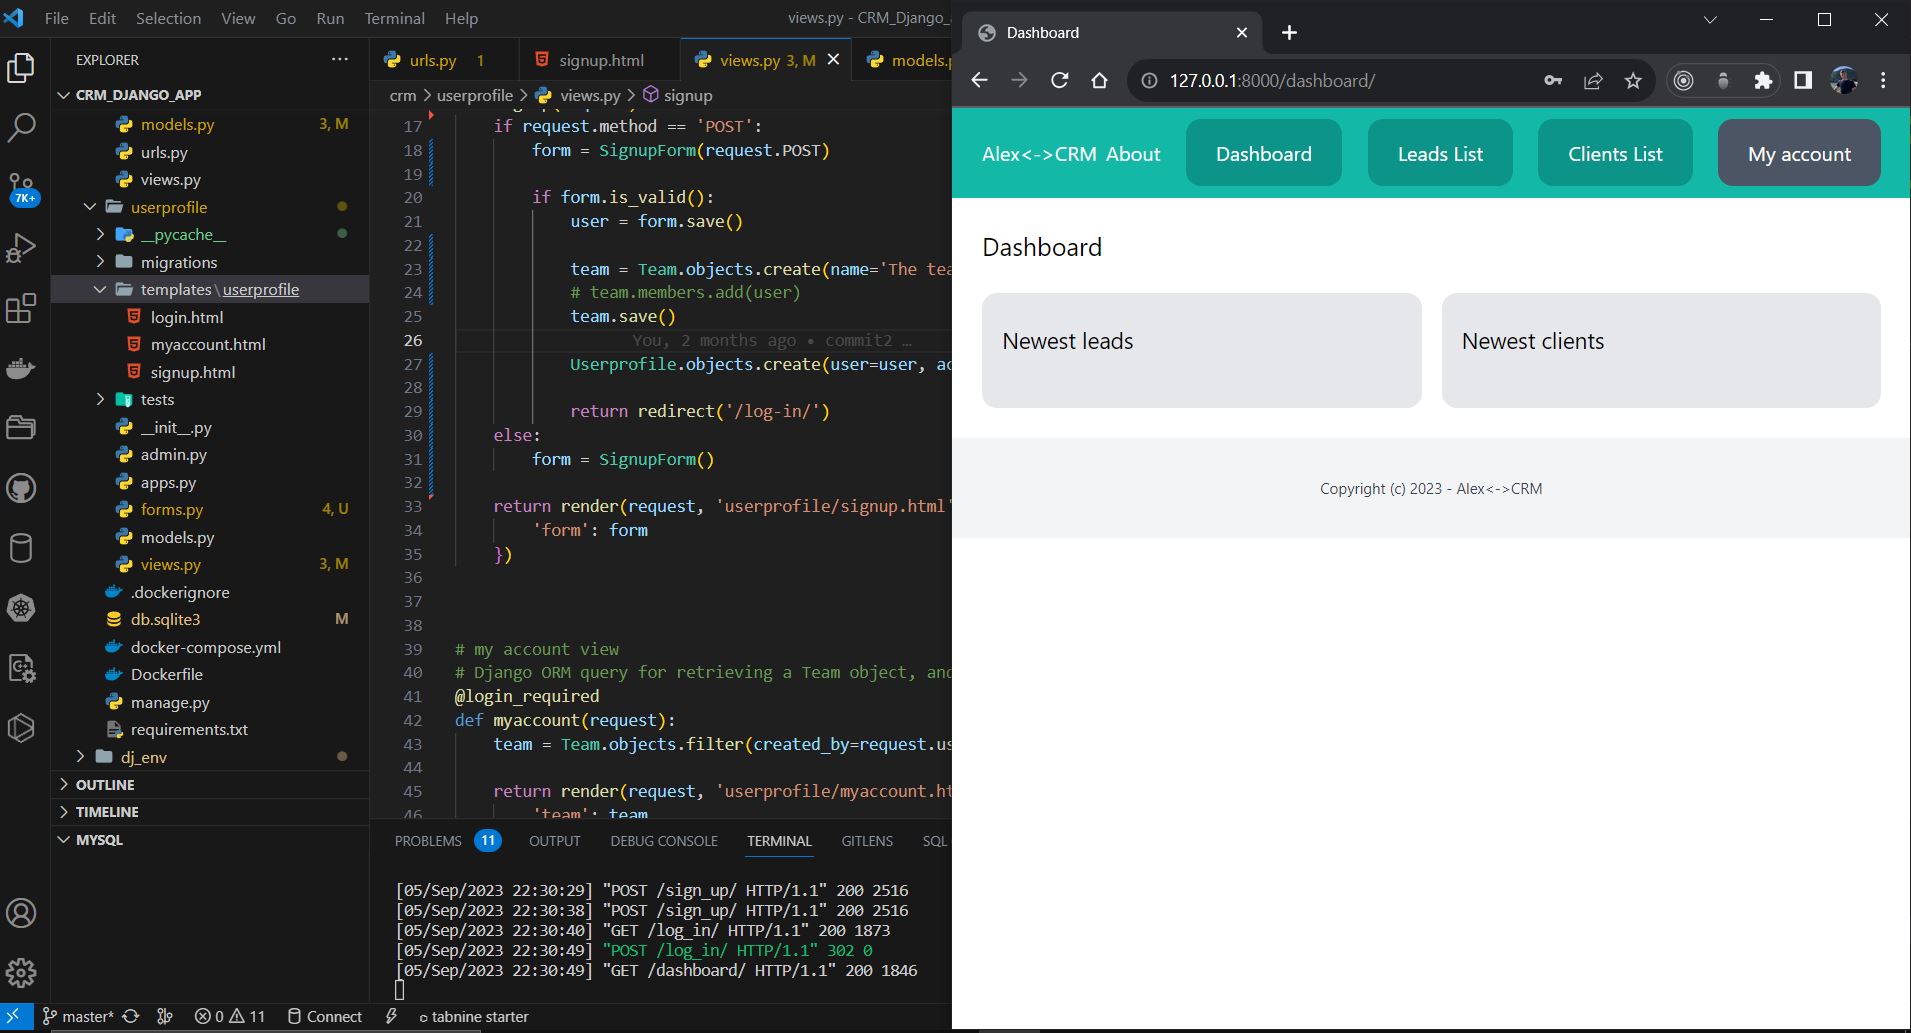 File Edit Selection View Go Run Terminal Help
views.py - CRM_Django_a
EXPLORER
CRM_DJANGO_APP
models.py 3, M
urls.py
views.py
userprofile
__pycache__
migrations
templates\userprofile
login.html
myaccount.html
signup.html
tests
__init__.py
admin.py
apps.py
forms.py 4, U
models.py
views.py 3, M
.dockerignore
db.sqlite3 M
docker-compose.yml
Dockerfile
manage.py
requirements.txt
dj_env
OUTLINE
TIMELINE
MYSQL
7K+
urls.py 1 signup.html views.py 3, M models.p
crm > userprofile > views.py > signup
17 if request.method == 'POST':
18 form = SignupForm(request.POST)
19
20 if form.is_valid():
21 user = form.save()
22
23 team = Team.objects.create(name='The tea
24 # team.members.add(user)
25 team.save()
26 You, 2 months ago • commit2 …
27 Userprofile.objects.create(user=user, ac
28
29 return redirect('/log-in/')
30 else:
31 form = SignupForm()
32
33 return render(request, 'userprofile/signup.html'
34 'form': form
35 })
36
37
38
39 # my account view
40 # Django ORM query for retrieving a Team object, and
41 @login_required
42 def myaccount(request):
43 team = Team.objects.filter(created_by=request.us
44
45 return render(request, 'userprofile/myaccount.ht
46 'team': team
PROBLEMS 11 OUTPUT DEBUG CONSOLE TERMINAL GITLENS SQL
[05/Sep/2023 22:30:29] "POST /sign_up/ HTTP/1.1" 200 2516
[05/Sep/2023 22:30:38] "POST /sign_up/ HTTP/1.1" 200 2516
[05/Sep/2023 22:30:40] "GET /log_in/ HTTP/1.1" 200 1873
[05/Sep/2023 22:30:49] "POST /log_in/ HTTP/1.1" 302 0
[05/Sep/2023 22:30:49] "GET /dashboard/ HTTP/1.1" 200 1846
master* 0 11 Connect tabnine starter
Dashboard
127.0.0.1:8000/dashboard/
Alex<->CRM About Dashboard Leads List Clients List My account
Dashboard
Newest leads
Newest clients
Copyright (c) 2023 - Alex<->CRM